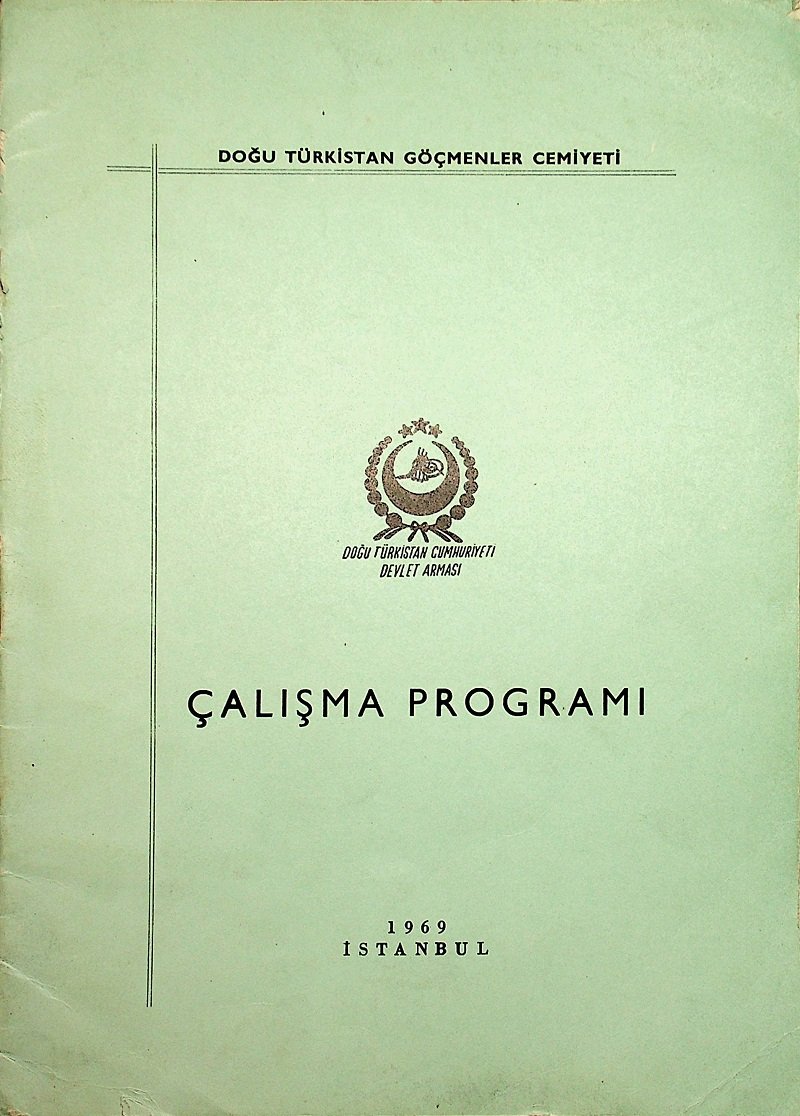 DOĞU TÜRKİSTAN GÖÇMENLER CEMİYETİ
DOĞU TÜRKİSTAN CUMHURİYETİ
DEVLET ARMASI
ÇALIŞMA PROGRAMI
1969
İSTANBUL